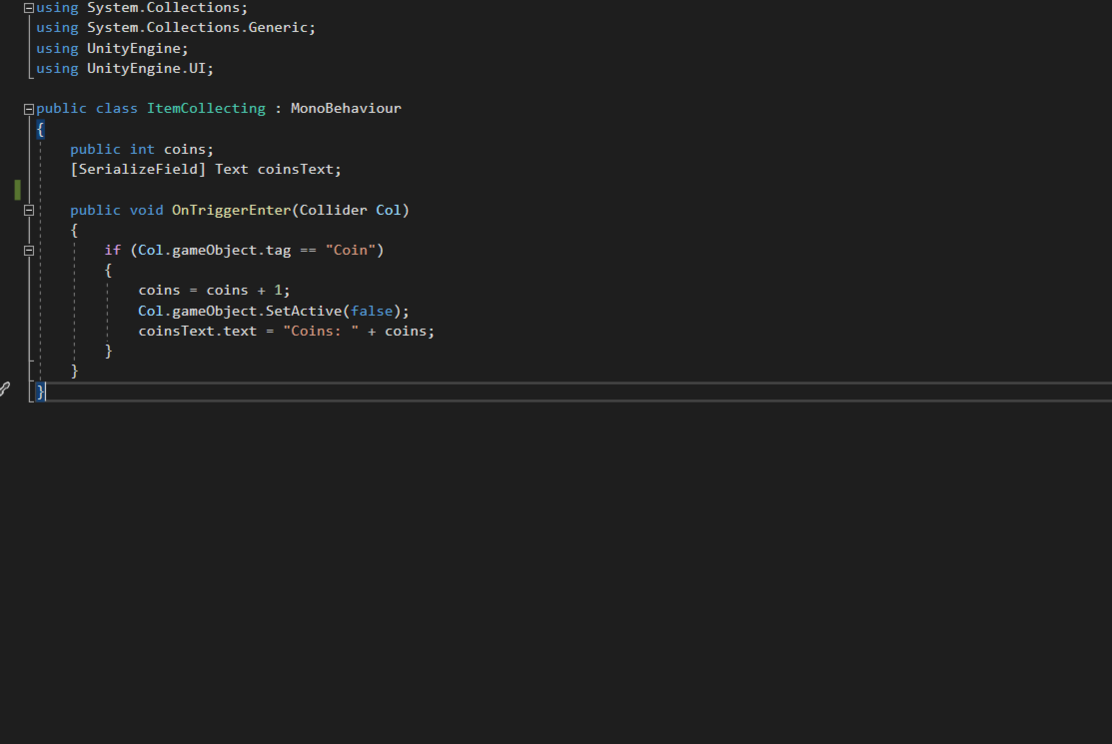 using System.Collections;
using System.Collections.Generic;
using UnityEngine;
using UnityEngine.UI;
public class ItemCollecting : MonoBehaviour
{
public int coins;
[SerializeField] Text coinsText;
public void OnTriggerEnter(Collider Col)
{
if (Col.gameObject.tag == "Coin")
{
coins = coins + 1;
Col.gameObject.SetActive(false);
coinsText.text = "Coins: " + coins;
}
}
}